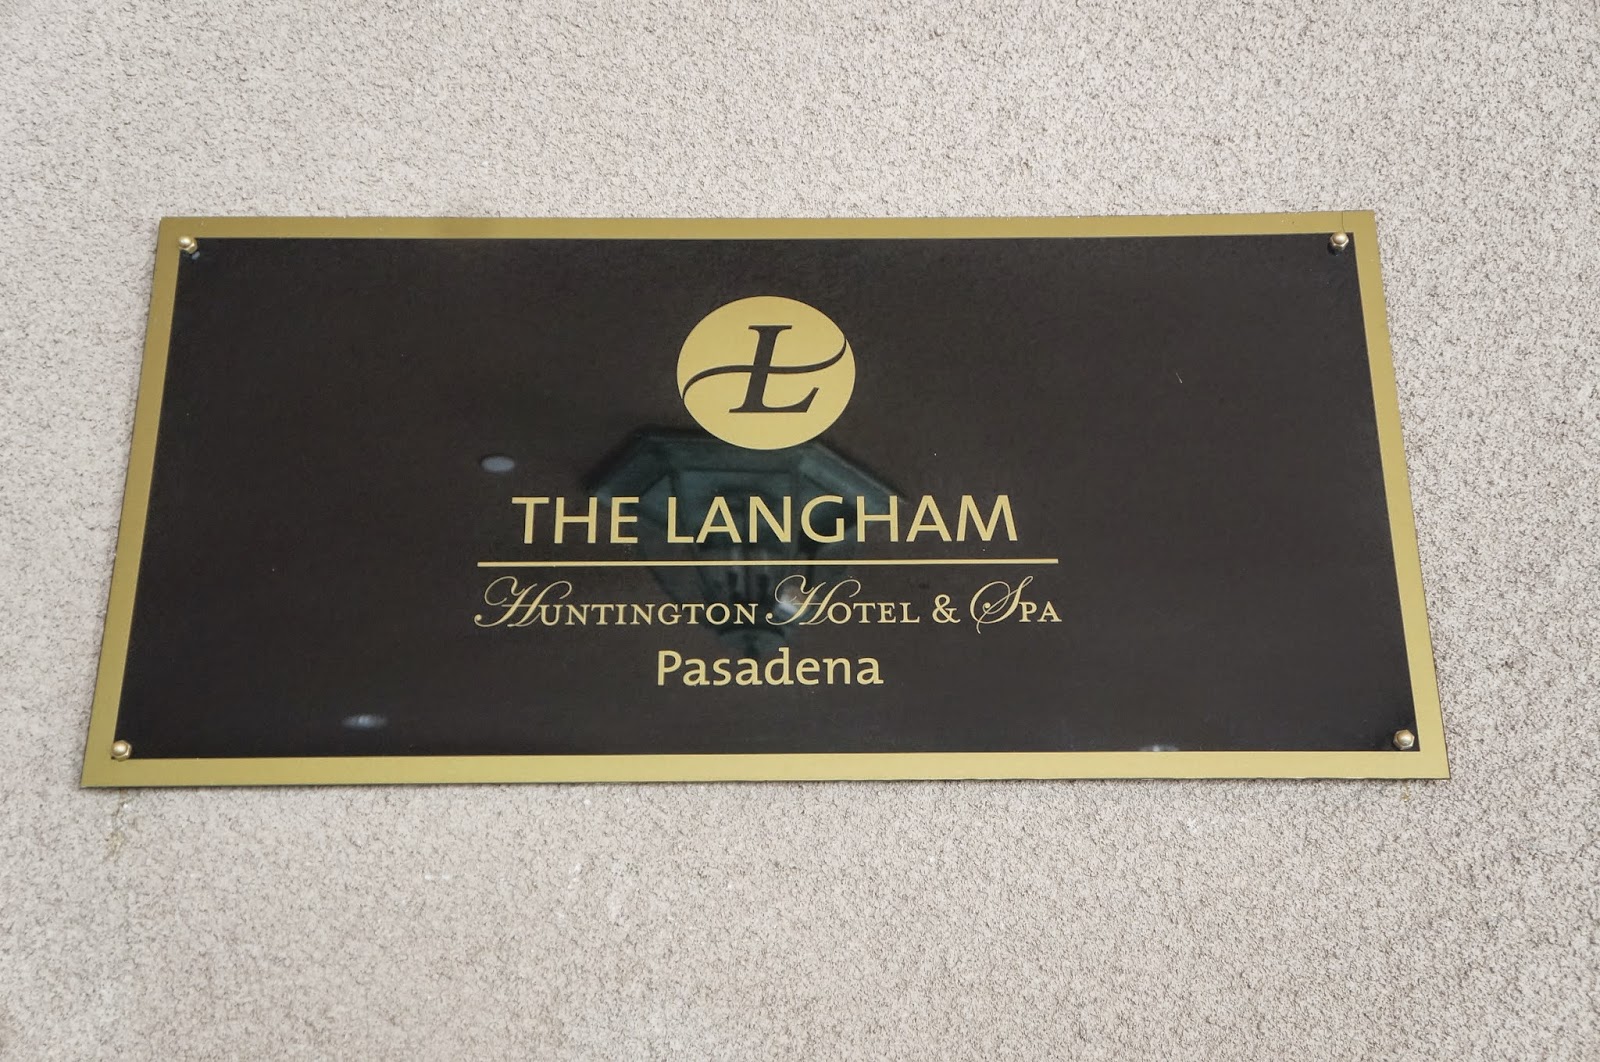 L
THE LANGHAM
HUNTINGTON HOTEL & SPA
Pasadena